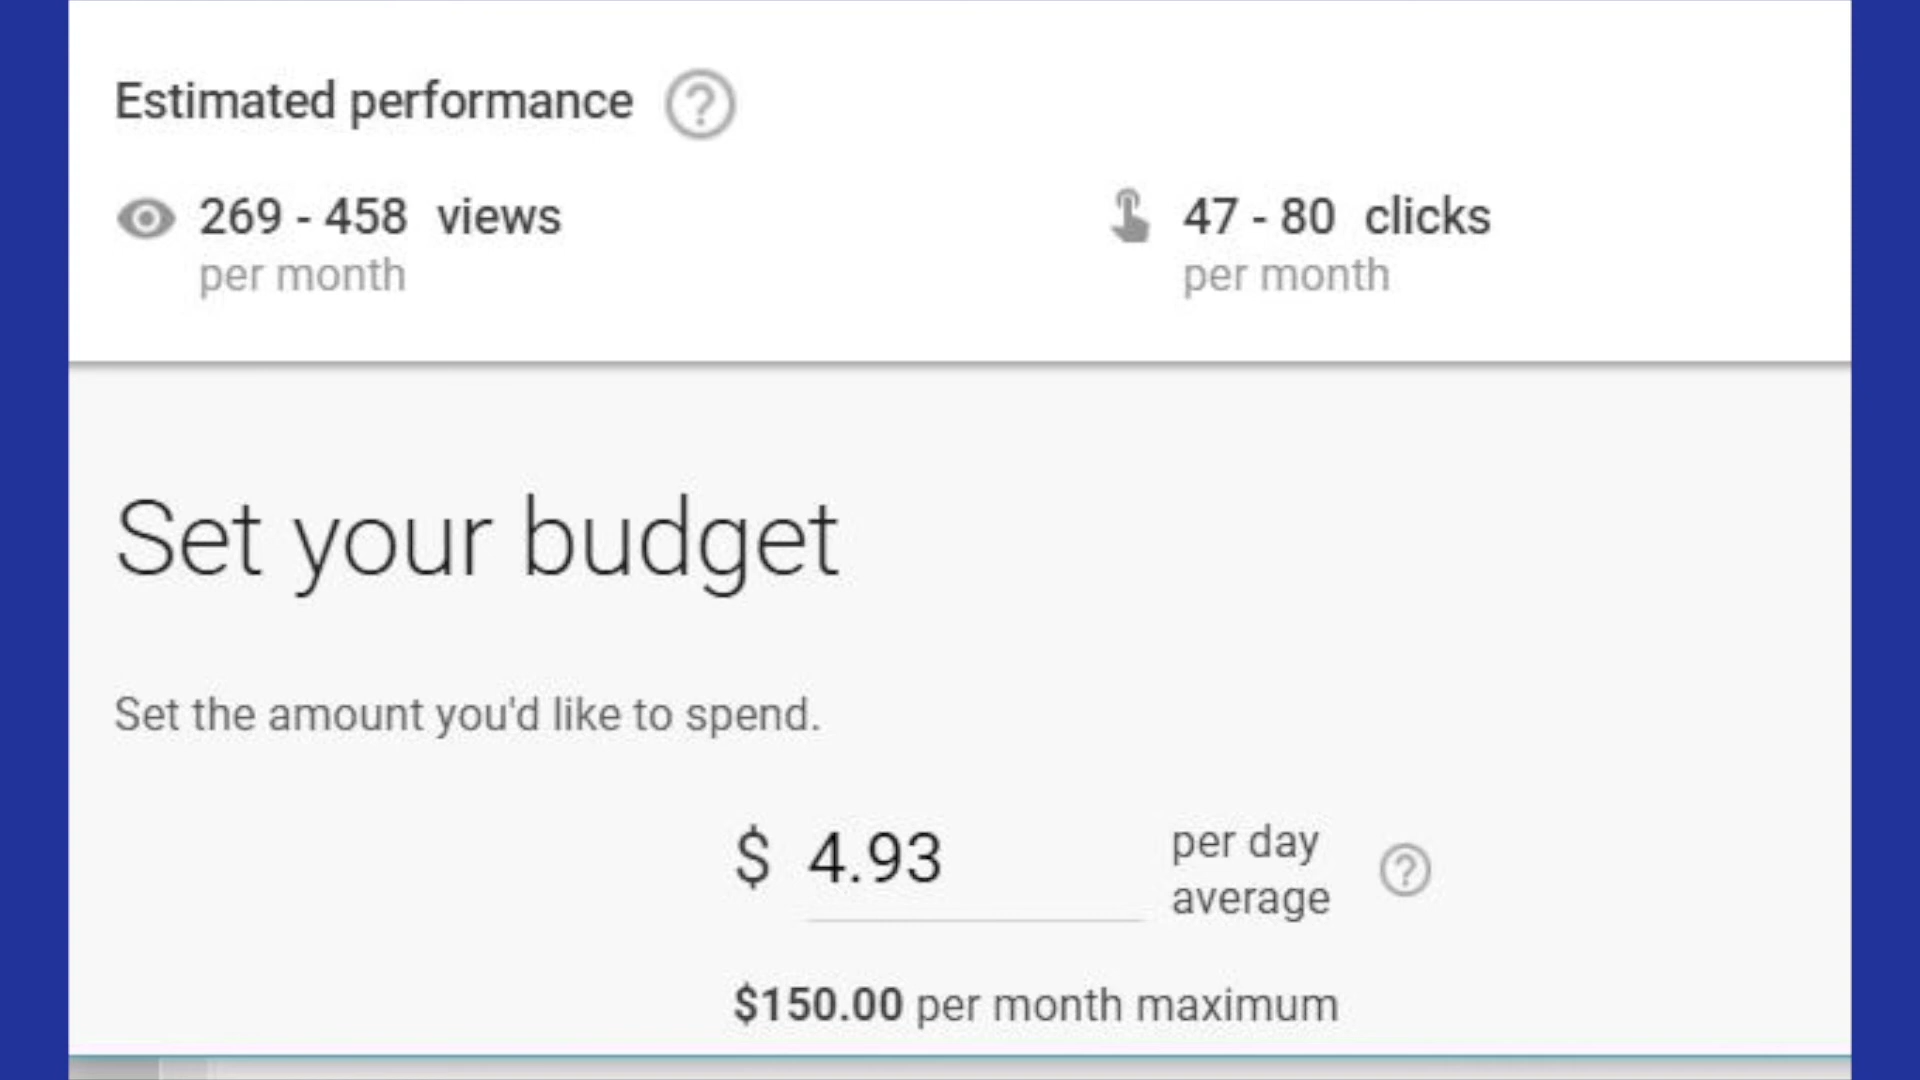 Estimated performance
269 - 458 views
per month
47 - 80 clicks
per month
Set your budget
Set the amount you'd like to spend.
$ 4.93
per day
average
$150.00 per month maximum